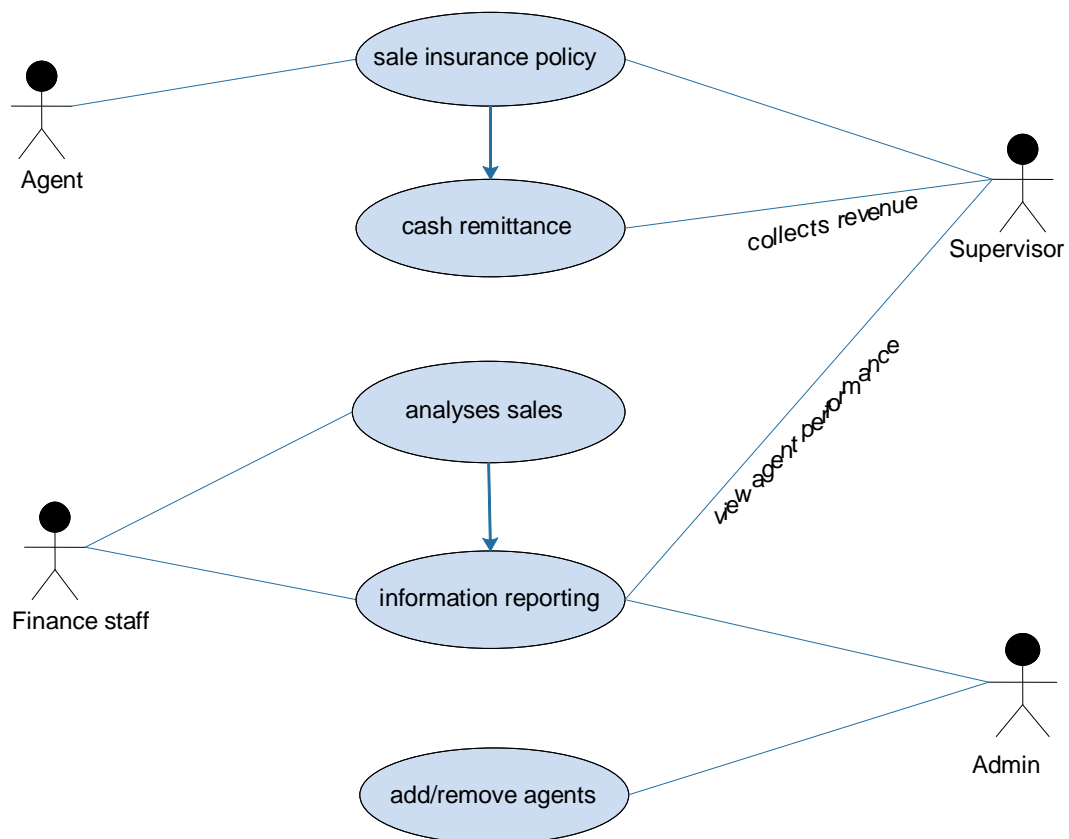 sale insurance policy
Agent
cash remittance
collects revenue
Supervisor
view agent performance
analyses sales
information reporting
Finance staff
Admin
add/remove agents